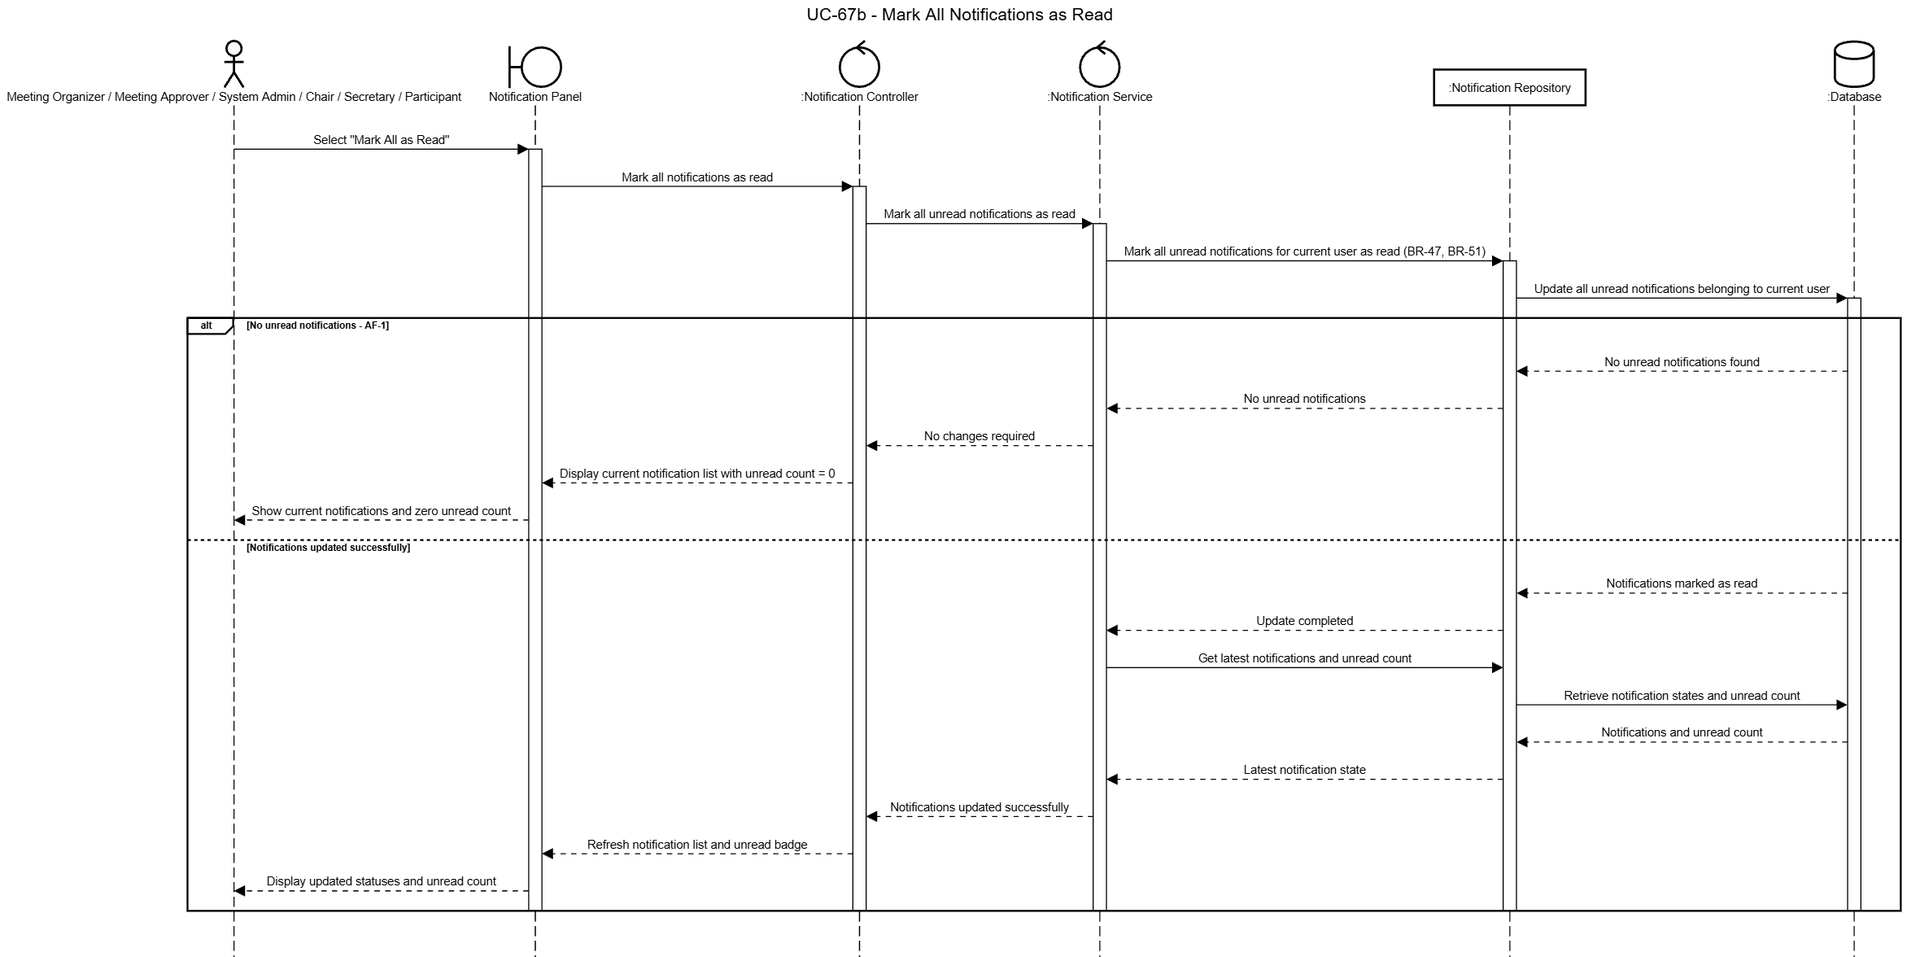 UC-67b - Mark All Notifications as Read
Meeting Organizer / Meeting Approver / System Admin / Chair / Secretary / Participant
Notification Panel
:Notification Controller
:Notification Service
:Notification Repository
:Database
Select "Mark All as Read"
Mark all notifications as read
Mark all unread notifications as read
Mark all unread notifications for current user as read (BR-47, BR-51)
Update all unread notifications belonging to current user
alt
[No unread notifications - AF-1]
No unread notifications found
No unread notifications
No changes required
Display current notification list with unread count = 0
Show current notifications and zero unread count
[Notifications updated successfully]
Notifications marked as read
Update completed
Get latest notifications and unread count
Retrieve notification states and unread count
Notifications and unread count
Latest notification state
Notifications updated successfully
Refresh notification list and unread badge
Display updated statuses and unread count